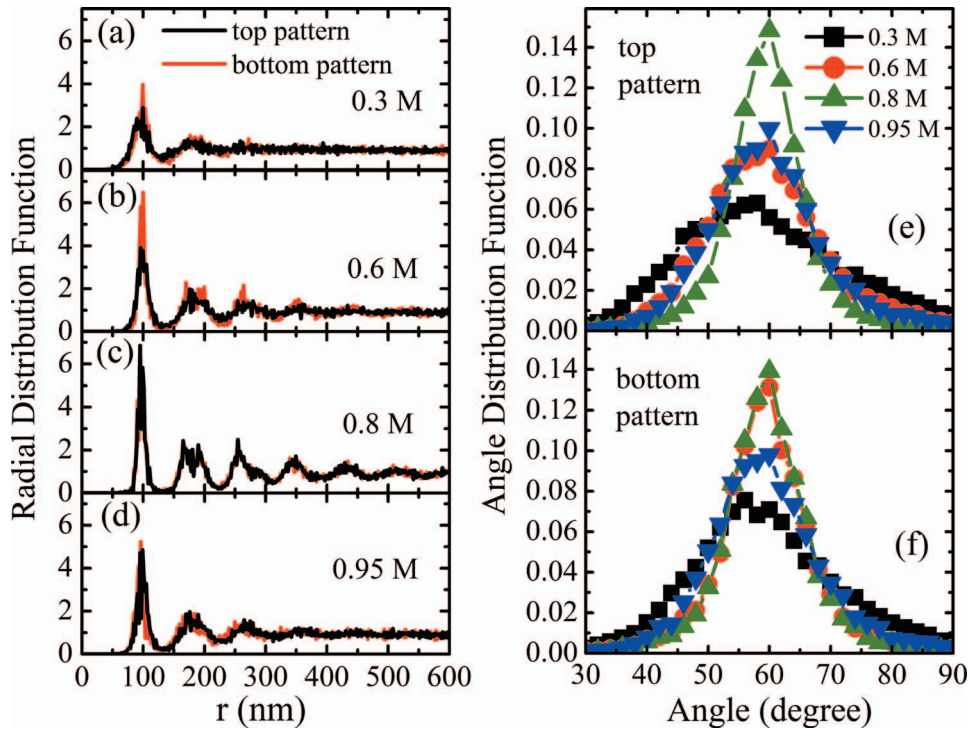 Radial Distribution Function
(a)
top pattern
bottom pattern
0.3 M
6
4
2
0
(b)
0.6 M
6
4
2
0
(c)
0.8 M
6
4
2
0
(d)
0.95 M
6
4
2
0
0 100 200 300 400 500 600
r (nm)
Angle Distribution Function
top
pattern
0.3 M
0.6 M
0.8 M
0.95 M
(e)
0.14
0.12
0.10
0.08
0.06
0.04
0.02
0.00
bottom
pattern
(f)
0.14
0.12
0.10
0.08
0.06
0.04
0.02
0.00
30 40 50 60 70 80 90
Angle (degree)